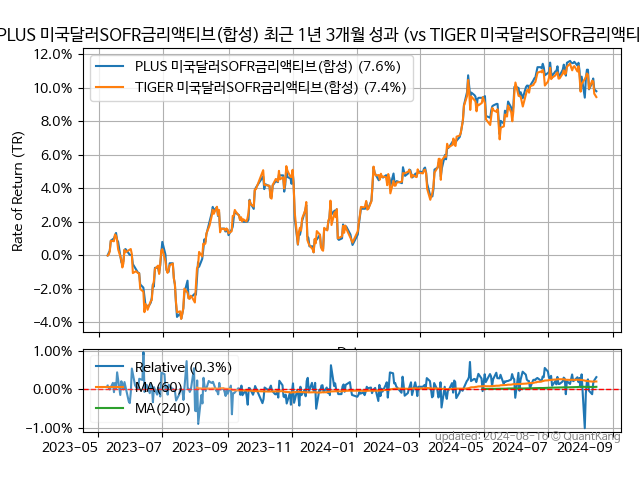 PLUS 미국달러SOFR금리액티브(합성) 최근 1년 3개월 성과 (vs TIGER 미국달러SOFR금리액티
12.0%
10.0%
8.0%
6.0%
4.0%
2.0%
0.0%
−2.0%
−4.0%
Rate of Return (TR)
PLUS 미국달러SOFR금리액티브(합성) (7.6%)
TIGER 미국달러SOFR금리액티브(합성) (7.4%)
1.00%
0.00%
−1.00%
Relative (0.3%)
MA(60)
MA(240)
2023-05 2023-07 2023-09 2023-11 2024-01 2024-03 2024-05 2024-07 2024-09
updated: 2024-08-16 © QuantKang